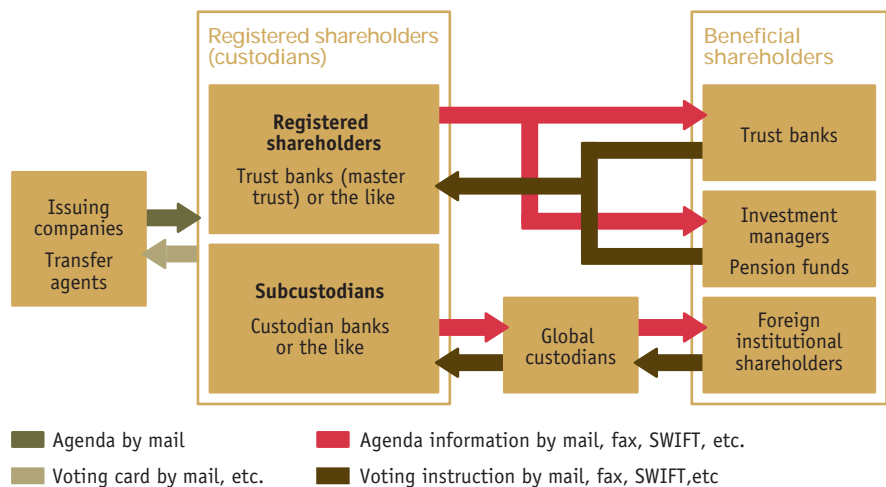 Registered shareholders
(custodians)
Beneficial
shareholders
Registered
shareholders
Trust banks (master
trust) or the like
Trust banks
Issuing
companies
Transfer
agents
Investment
managers
Pension funds
Subcustodians
Custodian banks
or the like
Global
custodians
Foreign
institutional
shareholders
Agenda by mail
Agenda information by mail, fax, SWIFT, etc.
Voting card by mail, etc.
Voting instruction by mail, fax, SWIFT,etc